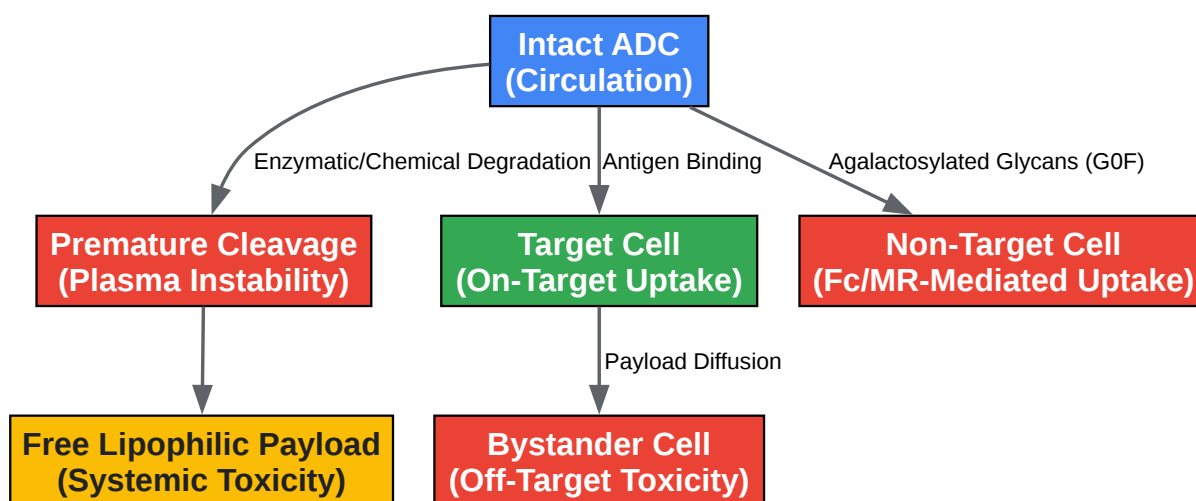 Intact ADC
(Circulation)
Enzymatic/Chemical Degradation
Antigen Binding
Agalactosylated Glycans (G0F)
Premature Cleavage
(Plasma Instability)
Target Cell
(On-Target Uptake)
Non-Target Cell
(Fc/MR-Mediated Uptake)
Payload Diffusion
Free Lipophilic Payload
(Systemic Toxicity)
Bystander Cell
(Off-Target Toxicity)